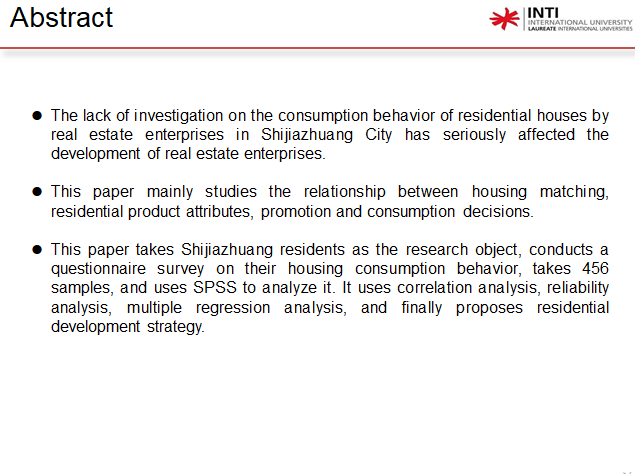 Abstract
INTI
INTERNATIONAL UNIVERSITY
LAUREATE INTERNATIONAL UNIVERSITIES
● The lack of investigation on the consumption behavior of residential houses by
real estate enterprises in Shijiazhuang City has seriously affected the
development of real estate enterprises.
● This paper mainly studies the relationship between housing matching,
residential product attributes, promotion and consumption decisions.
● This paper takes Shijiazhuang residents as the research object, conducts a
questionnaire survey on their housing consumption behavior, takes 456
samples, and uses SPSS to analyze it. It uses correlation analysis, reliability
analysis, multiple regression analysis, and finally proposes residential
development strategy.